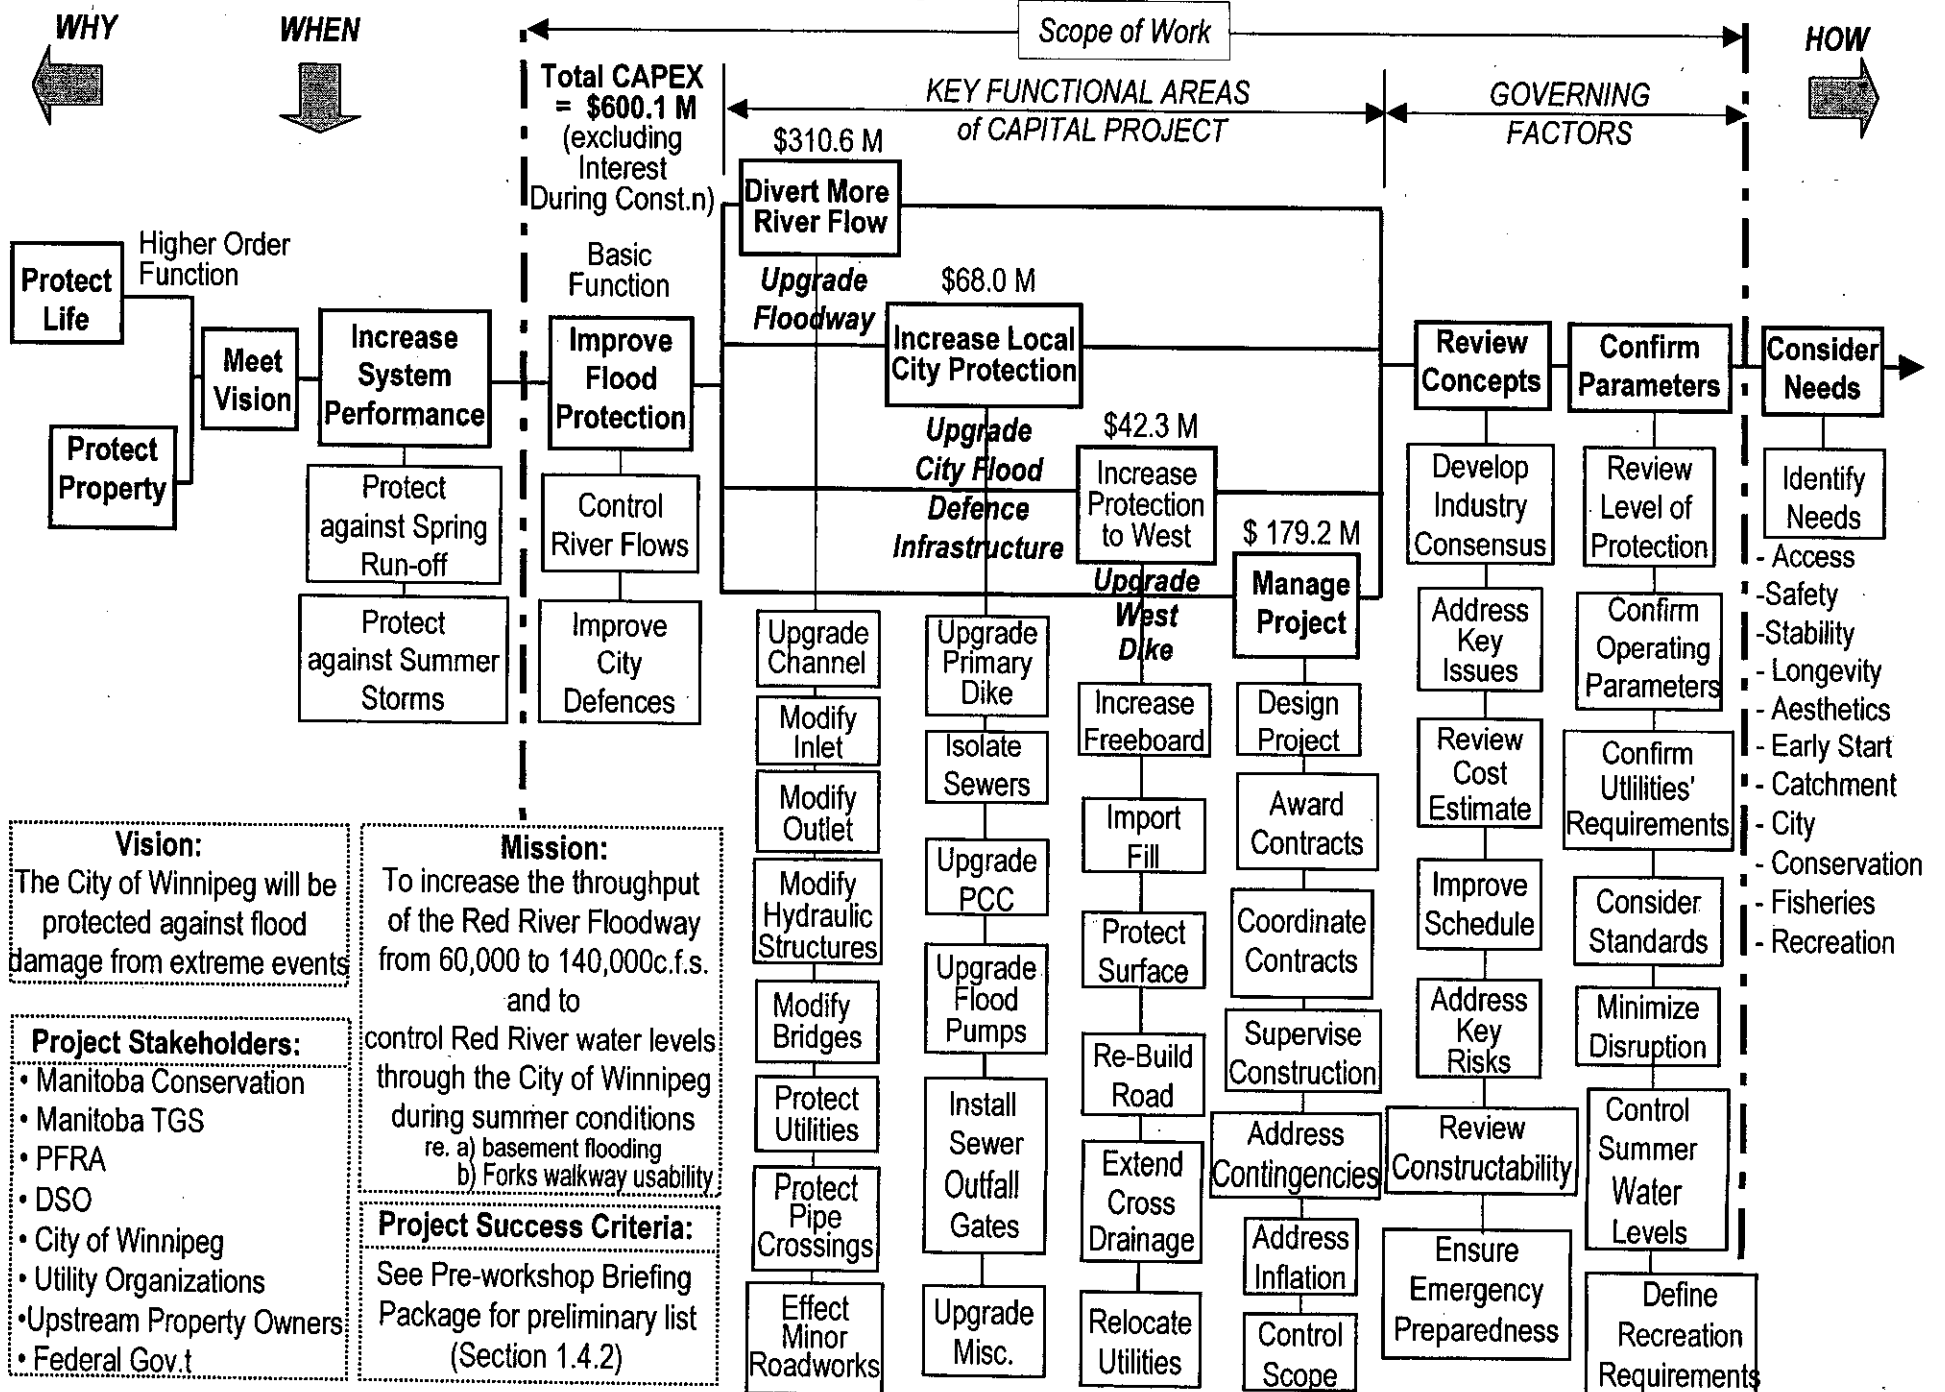 WHY
WHEN
Scope of Work
HOW
Total CAPEX
= $600.1 M
(excluding
Interest
During Const.n)
KEY FUNCTIONAL AREAS
of CAPITAL PROJECT
GOVERNING
FACTORS
$310.6 M
Divert More
River Flow
Upgrade
Floodway
$68.0 M
Increase Local
City Protection
Upgrade
City Flood
Defence
Infrastructure
$42.3 M
Increase
Protection
to West
Upgrade
West
Dike
$ 179.2 M
Manage
Project
Protect
Life
Higher Order
Function
Protect
Property
Meet
Vision
Increase
System
Performance
Protect
against Spring
Run-off
Protect
against Summer
Storms
Basic
Function
Improve
Flood
Protection
Control
River Flows
Improve
City
Defences
Upgrade
Channel
Modify
Inlet
Modify
Outlet
Modify
Hydraulic
Structures
Modify
Bridges
Protect
Utilities
Protect
Pipe
Crossings
Effect
Minor
Roadworks
Upgrade
Primary
Dike
Isolate
Sewers
Upgrade
PCC
Upgrade
Flood
Pumps
Install
Sewer
Outfall
Gates
Upgrade
Misc.
Increase
Freeboard
Import
Fill
Protect
Surface
Re-Build
Road
Extend
Cross
Drainage
Relocate
Utilities
Design
Project
Award
Contracts
Coordinate
Contracts
Supervise
Construction
Address
Contingencies
Address
Inflation
Control
Scope
Review
Concepts
Develop
Industry
Consensus
Address
Key
Issues
Review
Cost
Estimate
Improve
Schedule
Address
Key
Risks
Review
Constructability
Ensure
Emergency
Preparedness
Confirm
Parameters
Review
Level of
Protection
Confirm
Operating
Parameters
Confirm
Utlilities'
Requirements
Consider
Standards
Minimize
Disruption
Control
Summer
Water
Levels
Define
Recreation
Requirements
Consider
Needs
Identify
Needs
- Access
-Safety
-Stability
- Longevity
- Aesthetics
- Early Start
- Catchment
- City
- Conservation
- Fisheries
- Recreation
Vision:
The City of Winnipeg will be
protected against flood
damage from extreme events
Project Stakeholders:
• Manitoba Conservation
• Manitoba TGS
• PFRA
• DSO
• City of Winnipeg
• Utility Organizations
•Upstream Property Owners
• Federal Gov.t
Mission:
To increase the throughput
of the Red River Floodway
from 60,000 to 140,000c.f.s.
and to
control Red River water levels
through the City of Winnipeg
during summer conditions
re. a) basement flooding
b) Forks walkway usability
Project Success Criteria:
See Pre-workshop Briefing
Package for preliminary list
(Section 1.4.2)